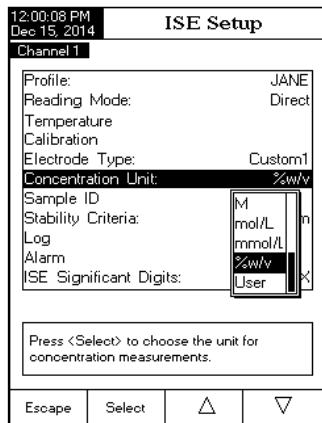 12:00:08 PM
Dec 15, 2014
ISE Setup
Channel 1
Profile: JANE
Reading Mode: Direct
Temperature
Calibration
Electrode Type: Custom1
Concentration Unit: %w/v
Sample ID
Stability Criteria:
Log
Alarm
ISE Significant Digits:
M
mol/L
mmol/L
%w/v
User
Press <Select> to choose the unit for
concentration measurements.
Escape Select △ ▽